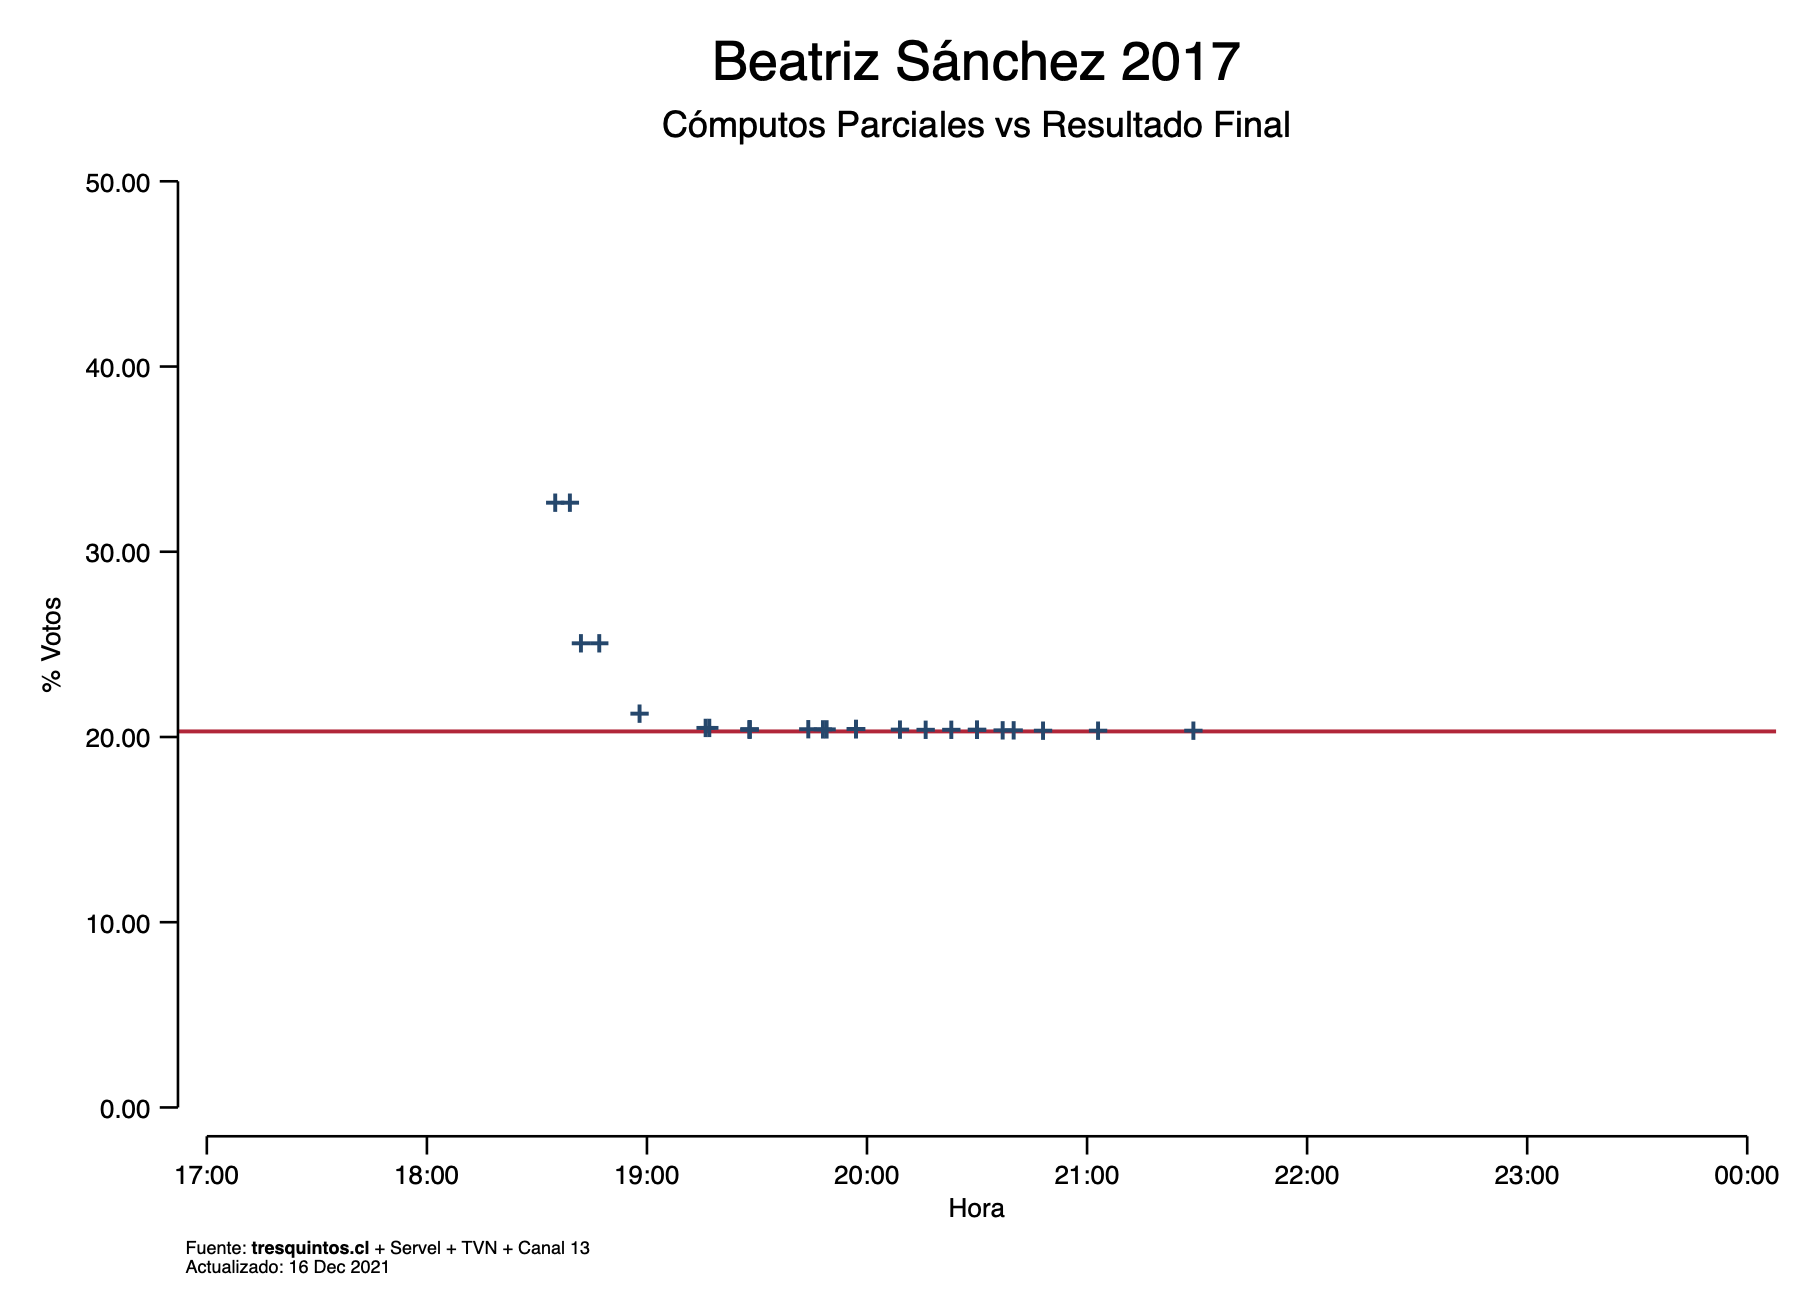 Beatriz Sánchez 2017
Cómputos Parciales vs Resultado Final
50.00
40.00
30.00
20.00
10.00
0.00
% Votos
17:00 18:00 19:00 20:00 21:00 22:00 23:00 00:00
Hora
Fuente: tresquintos.cl + Servel + TVN + Canal 13
Actualizado: 16 Dec 2021